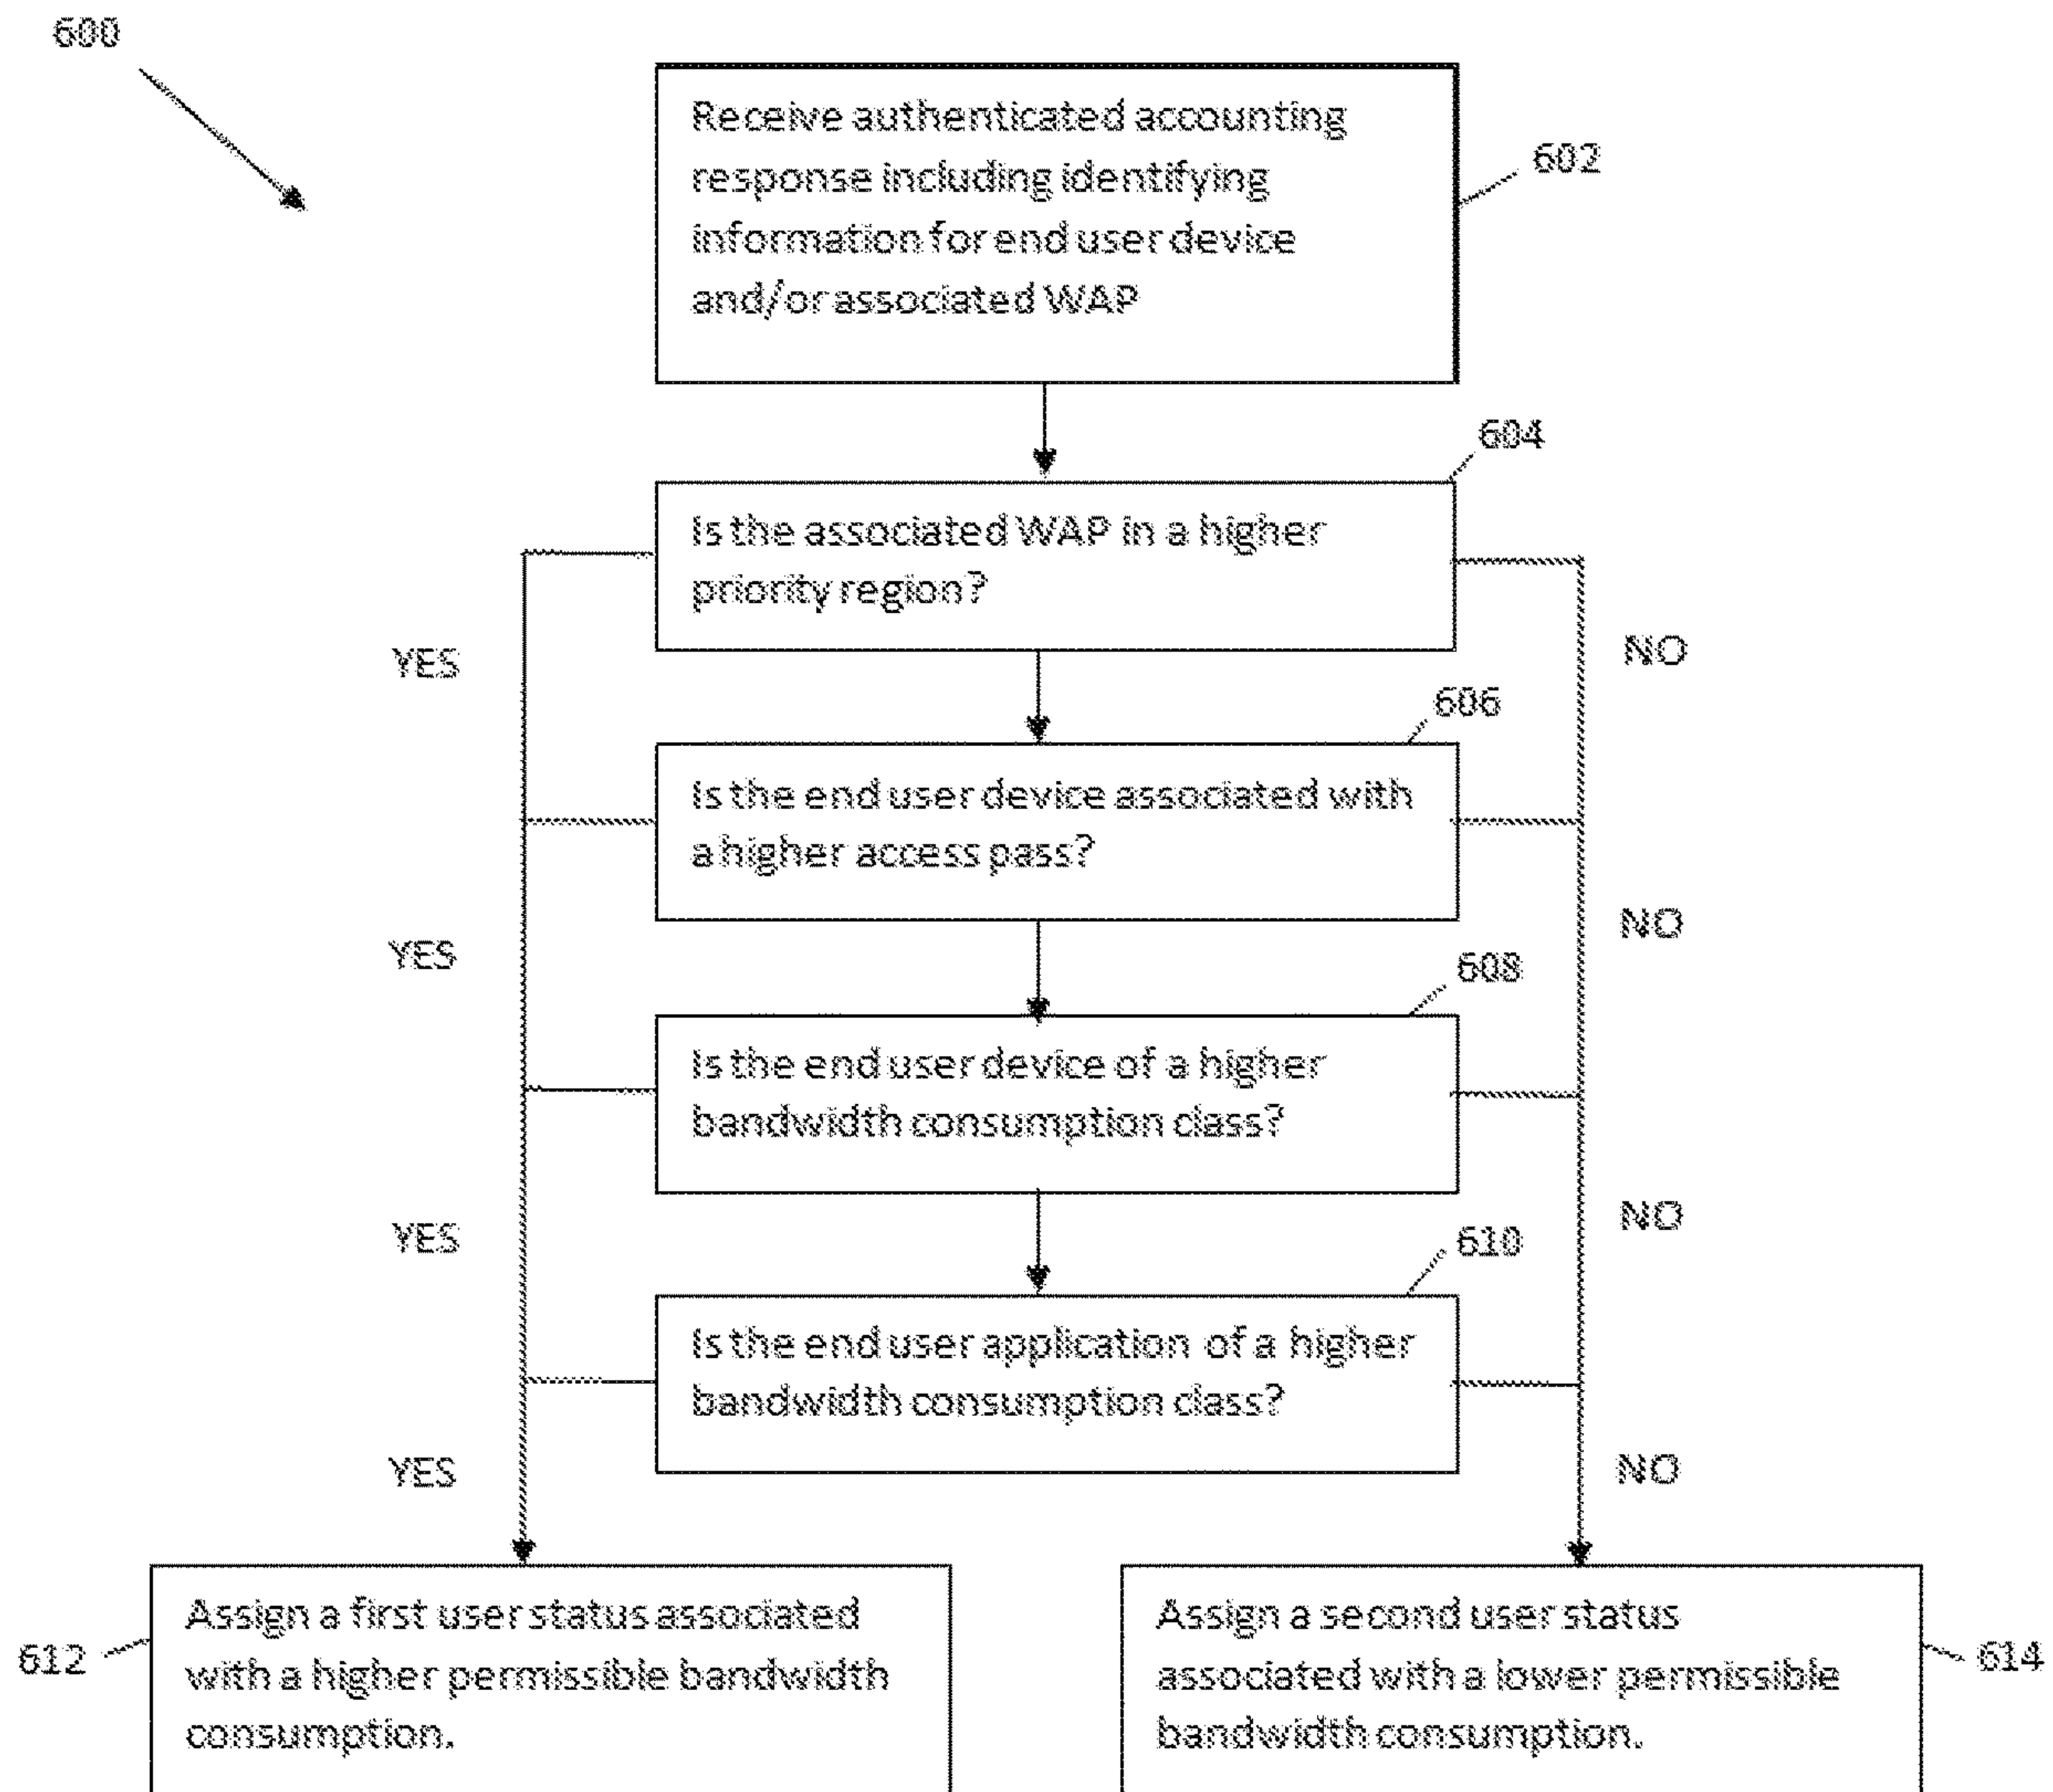 600
Receive authenticated accounting
response including identifying
information for end user device
and/or associated WAP
602
604
Is the associated WAP in a higher
priority region?
YES
NO
606
Is the end user device associated with
a higher access pass?
YES
NO
608
Is the end user device of a higher
bandwidth consumption class?
YES
NO
610
Is the end user application of a higher
bandwidth consumption class?
YES
NO
612
Assign a first user status associated
with a higher permissible bandwidth
consumption.
Assign a second user status
associated with a lower permissible
bandwidth consumption.
614